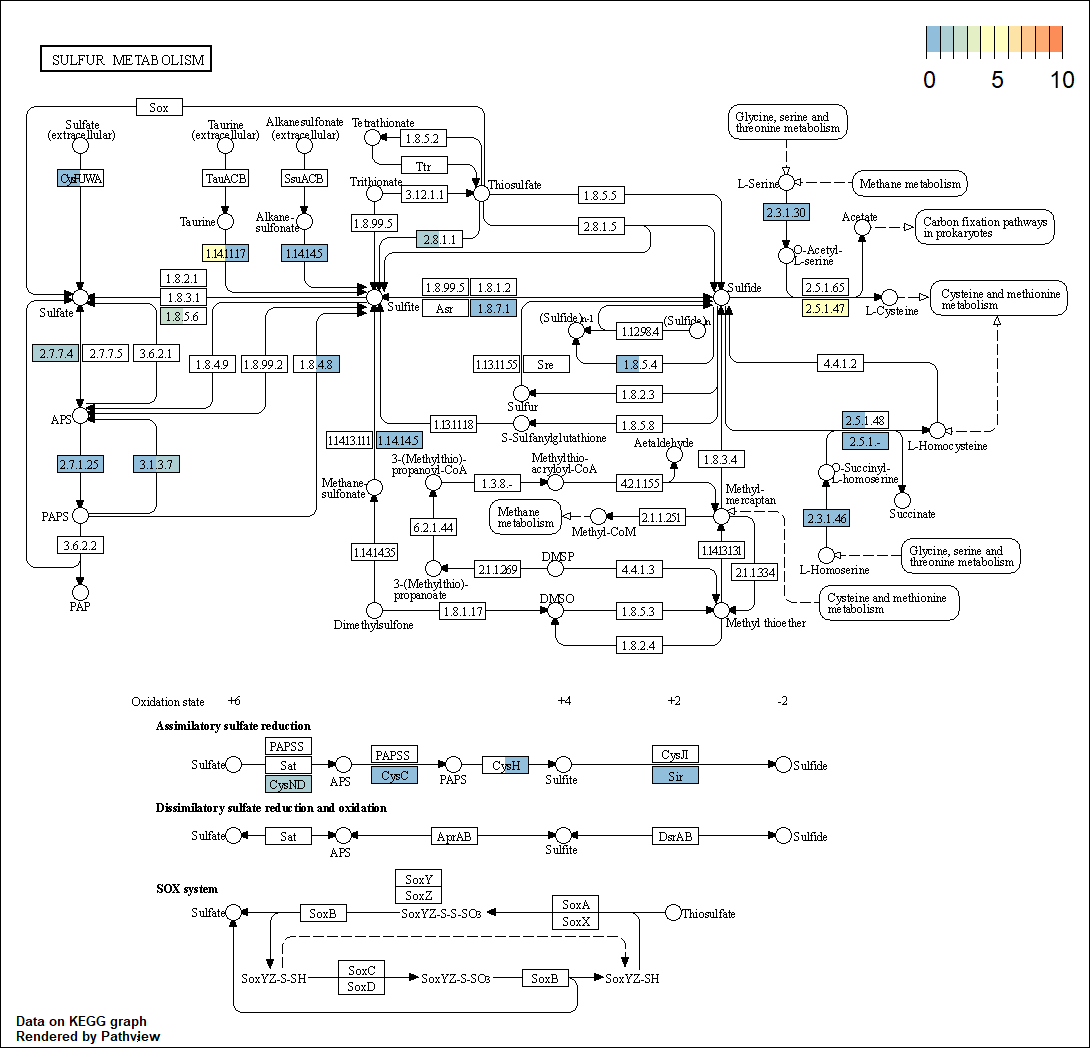 SULFUR METABOLISM
0
5
10
Sox
Sulfate
(extracellular)
Taurine
(extracellular)
Alkanesulfonate
(extracellular)
Tetrathionate
1.8.5.2
Ttr
Glycine, serine and
threonine metabolism
CysPUWA
TauACB
SsuACB
Trithionate
3.12.1.1
Thiosulfate
1.8.5.5
L-Serine
Methane metabolism
Taurine
Alkane-
sulfonate
1.8.99.5
2.8.1.1
2.8.1.5
2.3.1.30
Acetate
Carbon fixation pathways
in prokaryotes
1.14.11.17
1.14.14.5
O-Acetyl-
L-serine
1.8.2.1
1.8.3.1
1.8.5.6
Sulfate
Sulfite
1.8.99.5
1.8.1.2
Asr
1.8.7.1
Sulfide
2.5.1.65
2.5.1.47
L-Cysteine
Cysteine and methionine
metabolism
(Sulfide)n-1
1.12.98.4
(Sulfide)n
2.7.7.4
2.7.7.5
3.6.2.1
1.8.4.9
1.8.99.2
1.8.4.8
1.13.11.55
Sre
1.8.5.4
4.4.1.2
Sulfur
1.8.2.3
APS
1.13.11.18
S-Sulfanylglutathione
1.8.5.8
2.5.1.48
2.5.1.-
L-Homocysteine
1.14.13.111
1.14.14.5
Aetaldehyde
2.7.1.25
3.1.3.7
3-(Methylthio)-
propanoyl-CoA
Methylthio-
acryloyl-CoA
1.8.3.4
O-Succinyl-
L-homoserine
Methane-
sulfonate
1.3.8.-
4.2.1.155
Methyl-
mercaptan
Succinate
PAPS
Methane
metabolism
Methyl-CoM
2.1.1.251
2.3.1.46
6.2.1.44
3.6.2.2
1.14.14.35
1.14.13.131
L-Homoserine
Glycine, serine and
threonine metabolism
DMSP
2.1.1.269
4.4.1.3
2.1.1.334
3-(Methylthio)-
propanoate
PAP
DMSO
Cysteine and methionine
metabolism
Dimethylsulfone
1.8.1.17
1.8.5.3
Methyl thioether
1.8.2.4
Oxidation state
+6
+4
+2
-2
Assimilatory sulfate reduction
PAPSS
PAPSS
CysJI
Sulfate
Sat
APS
CysND
CysC
PAPS
CysH
Sulfite
Sir
Sulfide
Dissimilatory sulfate reduction and oxidation
Sulfate
Sat
APS
AprAB
Sulfite
DsrAB
Sulfide
SOX system
SoxY
SoxZ
Sulfate
SoxB
SoxYZ-S-S-SO3
SoxA
SoxX
Thiosulfate
SoxYZ-S-SH
SoxC
SoxD
SoxYZ-S-SO3
SoxB
SoxYZ-SH
Data on KEGG graph
Rendered by Pathview